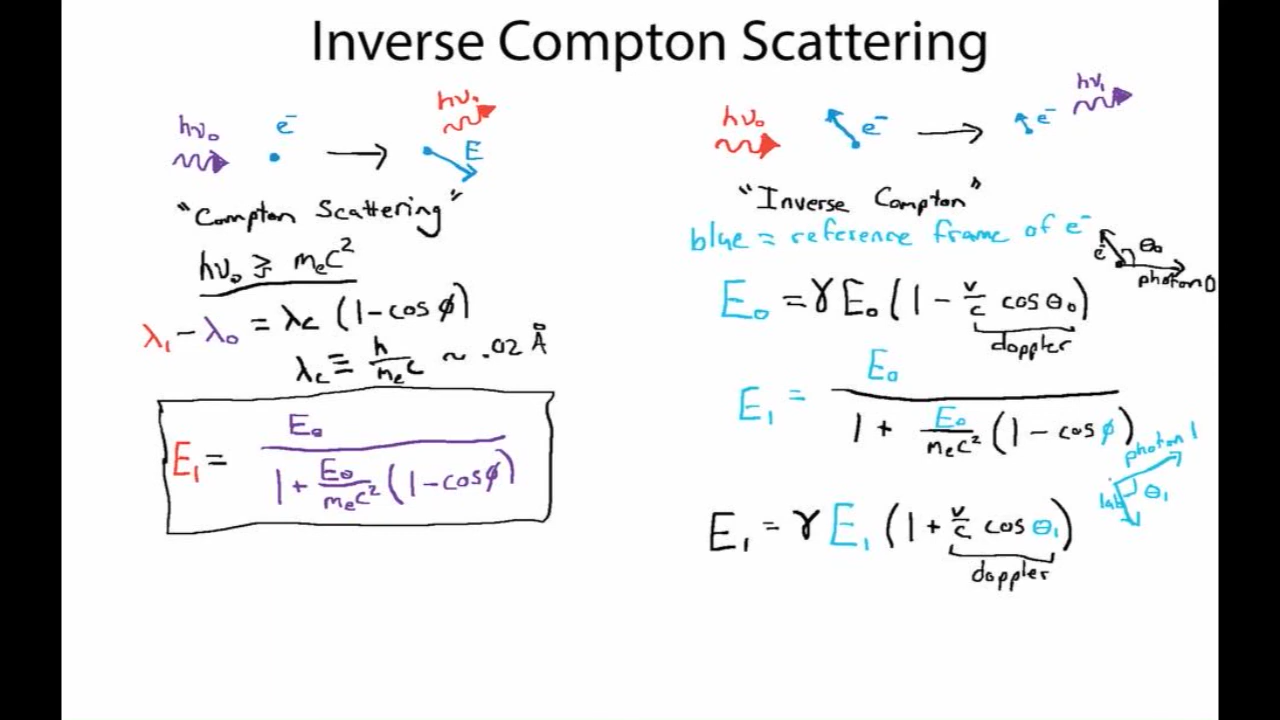 Inverse Compton Scattering
hν₀ e⁻ → hν₁ E
"Compton Scattering"
hν₀ ≳ mₑc²
λ₁ - λ₀ = λc (1-cos φ)
λc ≡ h/mₑc ~ .02 Å
E₁ = E₀ / (1 + E₀/mₑc² (1-cosφ))
hν₀ e⁻ → e⁻ hν₁
"Inverse Compton"
blue = reference frame of e⁻
e⁻ θ₀
photon 0
E₀ = γ E₀ (1 - v/c cos θ₀)
doppler
E₁ = E₀ / (1 + E₀/mₑc² (1 - cos φ))
photon 1
lab θ₁
E₁ = γ E₁ (1 + v/c cos θ₁)
doppler